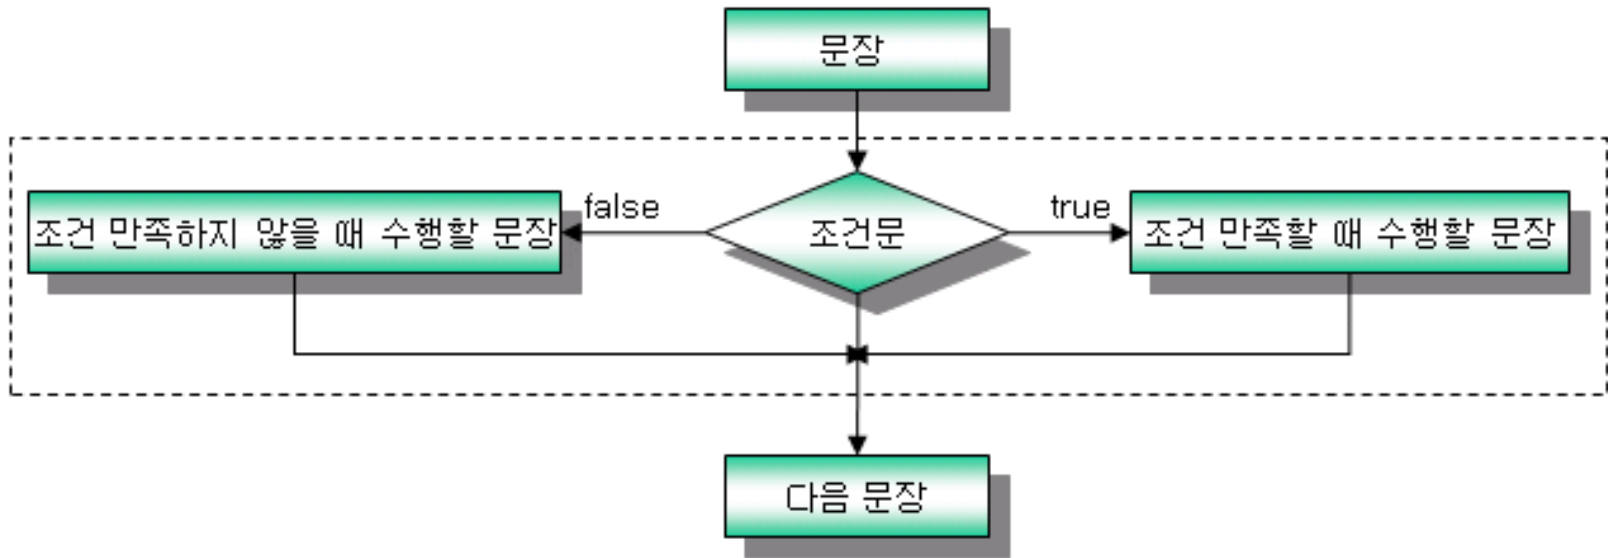 문장
false
true
조건 만족하지 않을 때 수행할 문장
조건문
조건 만족할 때 수행할 문장
다음 문장